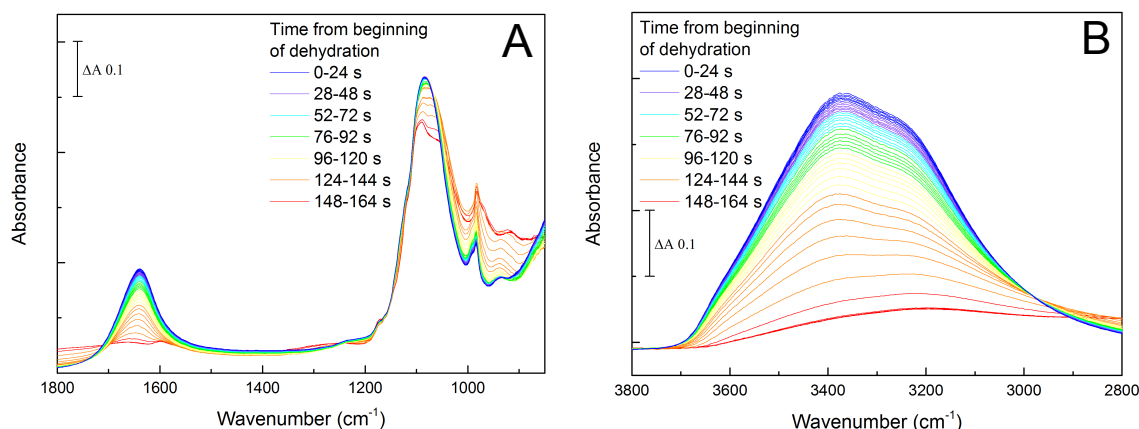 A
Time from beginning
of dehydration
0-24 s
28-48 s
52-72 s
76-92 s
96-120 s
124-144 s
148-164 s
ΔA 0.1
Absorbance
1800
1600
1400
1200
1000
Wavenumber (cm-1)
B
Time from beginning
of dehydration
0-24 s
28-48 s
52-72 s
76-92 s
96-120 s
124-144 s
148-164 s
ΔA 0.1
Absorbance
3800
3600
3400
3200
3000
2800
Wavenumber (cm-1)